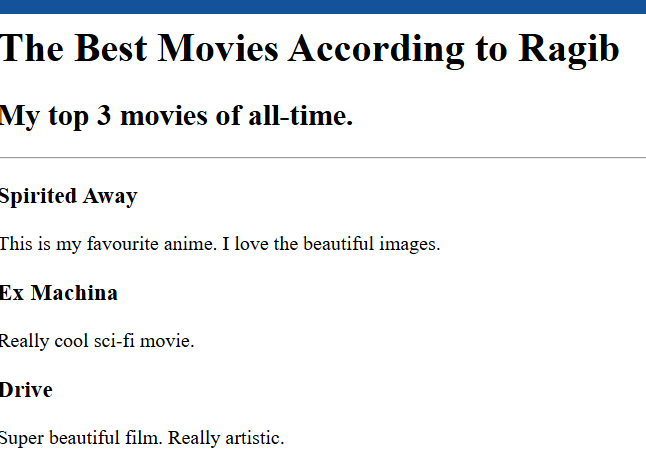 The Best Movies According to Ragib
My top 3 movies of all-time.
Spirited Away
This is my favourite anime. I love the beautiful images.
Ex Machina
Really cool sci-fi movie.
Drive
Super beautiful film. Really artistic.